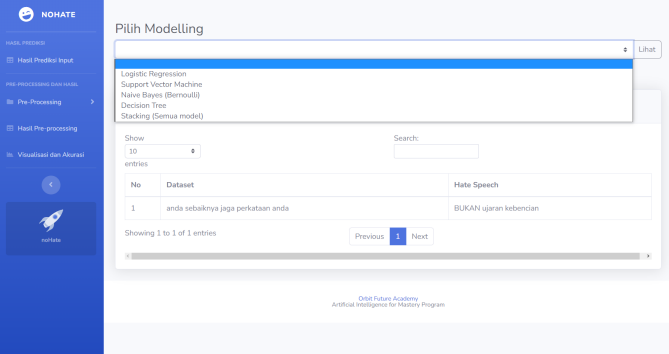 NOHATE
HASIL PREDIKSI
Hasil Prediksi Input
PRE-PROCESSING DAN HASIL
Pre-Processing
Hasil Pre-processing
Visualisasi dan Akurasi
noHate
Pilih Modelling
Lihat
Logistic Regression
Support Vector Machine
Naive Bayes (Bernoulli)
Decision Tree
Stacking (Semua model)
Show
10
entries
Search:
No Dataset Hate Speech
1 anda sebaiknya jaga perkataan anda BUKAN ujaran kebencian
Showing 1 to 1 of 1 entries
Previous 1 Next
Orbit Future Academy
Artificial Intelligence for Mastery Program